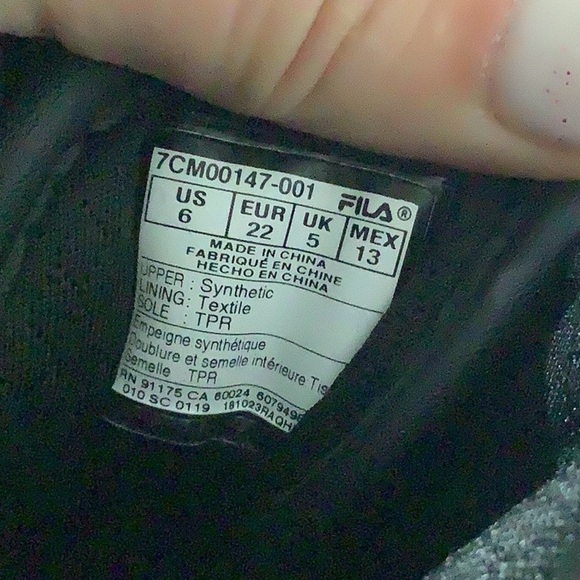 7CM00147-001 FILA®
US EUR UK MEX
6 22 5 13
MADE IN CHINA
FABRIQUÉ EN CHINE
HECHO EN CHINA
UPPER : Synthetic
LINING: Textile
SOLE : TPR
Empeigne synthétique
Doublure et semelle intérieure
Semelle TPR
RN 91175 CA 60024
010 SC 0119 181023RAQH